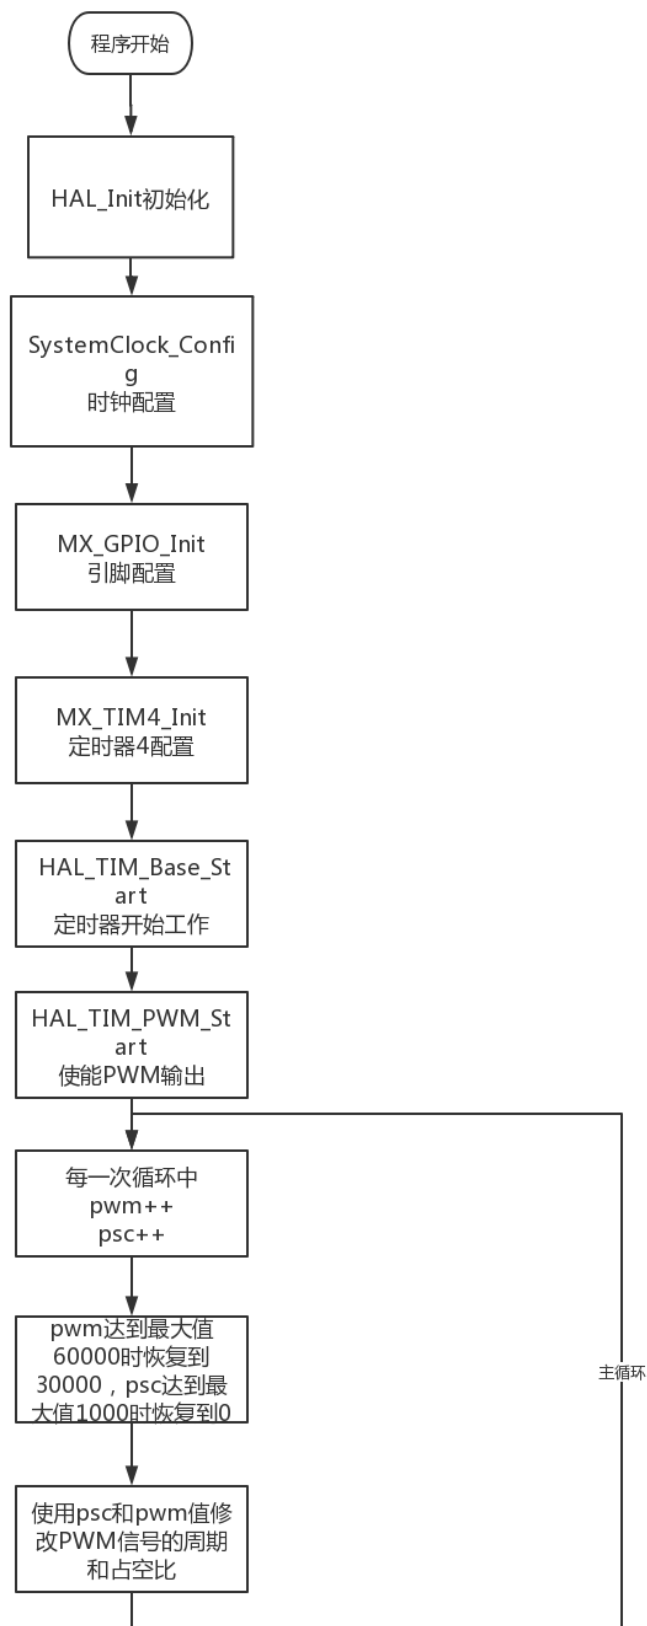 程序开始
HAL_Init初始化
SystemClock_Confi
g
时钟配置
MX_GPIO_Init
引脚配置
MX_TIM4_Init
定时器4配置
HAL_TIM_Base_St
art
定时器开始工作
HAL_TIM_PWM_St
art
使能PWM输出
每一次循环中
pwm++
psc++
pwm达到最大值
60000时恢复到
30000，psc达到最
大值1000时恢复到0
主循环
使用psc和pwm值修
改PWM信号的周期
和占空比